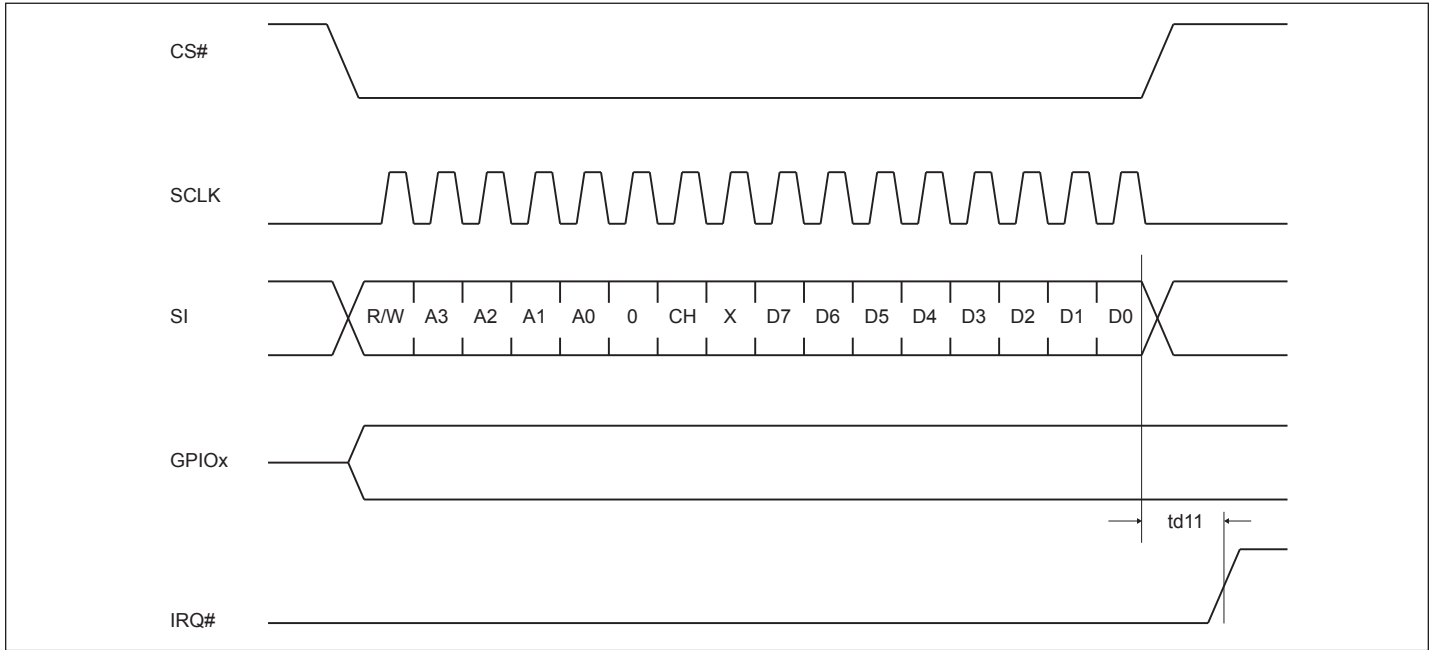 CS#
SCLK
SI R/W A3 A2 A1 A0 0 CH X D7 D6 D5 D4 D3 D2 D1 D0
GPIOx
td11
IRQ#